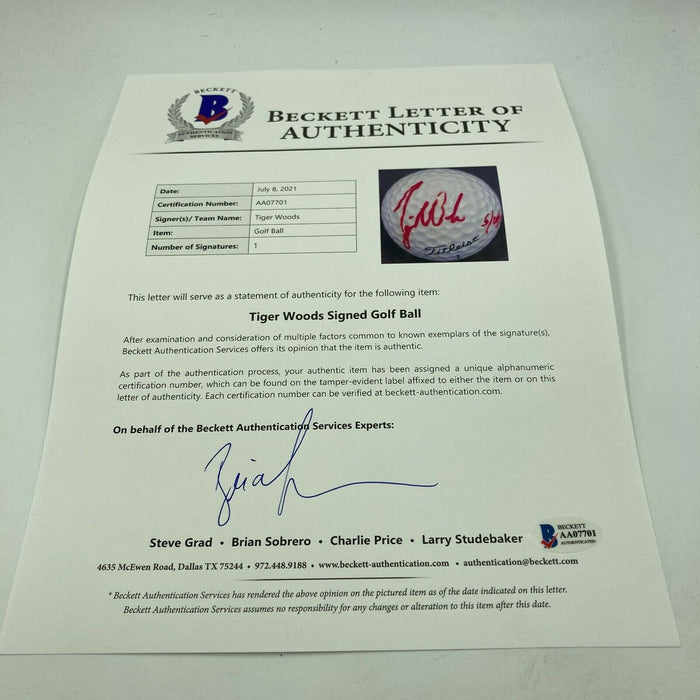 BECKETT
B
AUTHENTICATION
SERVICES
BECKETT LETTER OF
AUTHENTICITY
Date: July 8, 2021
Certification Number: AA07701
Signer(s)/ Team Name: Tiger Woods
Item: Golf Ball
Number of Signatures: 1
Titleist
This letter will serve as a statement of authenticity for the following item:
Tiger Woods Signed Golf Ball
After examination and consideration of multiple factors common to known exemplars of the signature(s),
Beckett Authentication Services offers its opinion that the item is authentic.
As part of the authentication process, your authentic item has been assigned a unique alphanumeric
certification number, which can be found on the tamper-evident label affixed to either the item or on this
letter of authenticity. Each certification number can be verified at beckett-authentication.com.
On behalf of the Beckett Authentication Services Experts:
Steve Grad • Brian Sobrero • Charlie Price • Larry Studebaker
BECKETT
B AA07701
AUTHENTICATED
4635 McEwen Road, Dallas TX 75244 • 972.448.9188 • www.beckett-authentication.com • authentication@beckett.com
* Beckett Authentication Services has rendered the above opinion on the pictured item as of the date indicated on this letter.
Beckett Authentication Services assumes no responsibility for any changes or alteration to this item after this date.